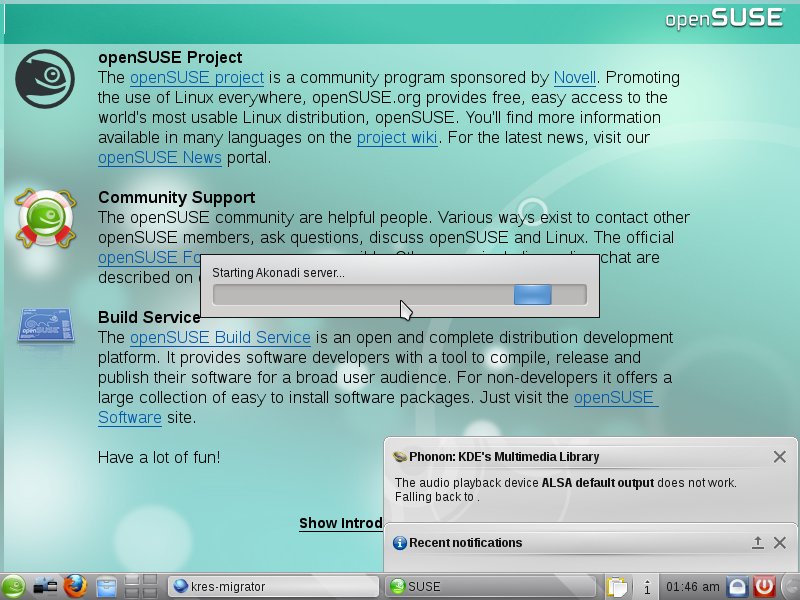 openSUSE
openSUSE Project
The openSUSE project is a community program sponsored by Novell. Promoting
the use of Linux everywhere, openSUSE.org provides free, easy access to the
world's most usable Linux distribution, openSUSE. You'll find more information
available in many languages on the project wiki. For the latest news, visit our
openSUSE News portal.
Community Support
The openSUSE community are helpful people. Various ways exist to contact other
openSUSE members, ask questions, discuss openSUSE and Linux. The official
openSUSE Fo
chat are
described on
Starting Akonadi server...
Build Service
openSUSE
The openSUSE Build Service is an open and complete distribution development
platform. It provides software developers with a tool to compile, release and
publish their software for a broad user audience. For non-developers it offers a
large collection of easy to install software packages. Just visit the openSUSE
Software site.
Have a lot of fun!
Show Introd
Phonon: KDE's Multimedia Library
The audio playback device ALSA default output does not work.
Falling back to .
Recent notifications
kres-migrator
SUSE
1
01:46 am